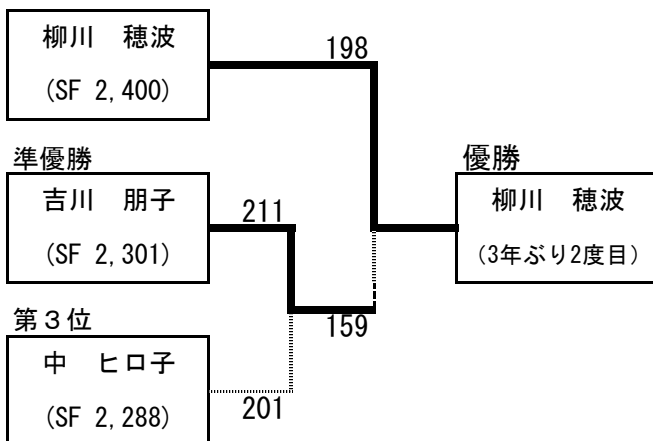 柳川　穂波
(SF 2,400)
198
準優勝
吉川　朋子
(SF 2,301)
211
優勝
柳川　穂波
(3年ぶり2度目)
159
第３位
中　ヒロ子
(SF 2,288)
201